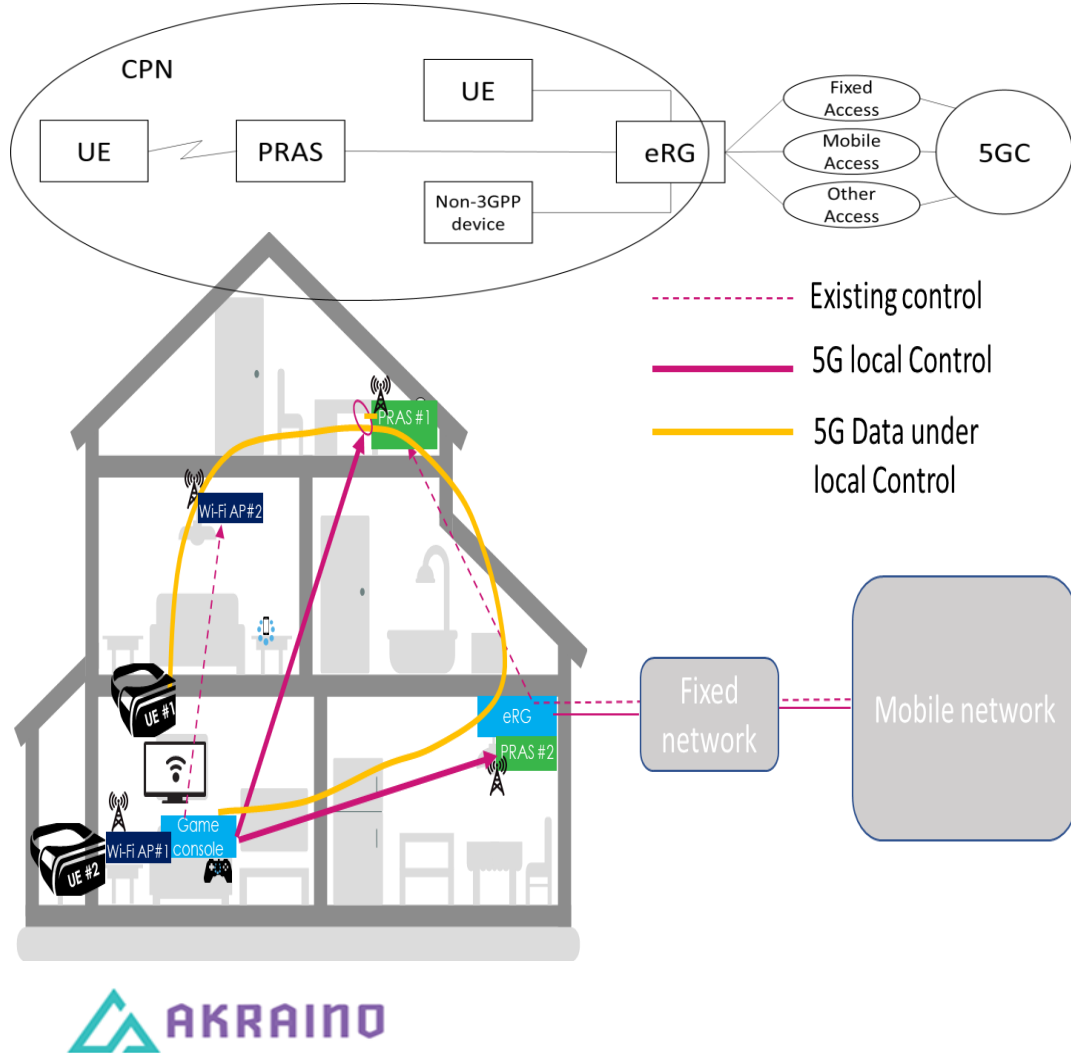 CPN
UE
PRAS
UE
Non-3GPP
device
eRG
Fixed
Access
Mobile
Access
Other
Access
5GC
Existing control
5G local Control
5G Data under
local Control
PRAS #1
Wi-Fi AP#2
UE #1
eRG
PRAS #2
Fixed
network
Mobile network
Game
console
Wi-Fi AP#1
UE #2
AKRAINO